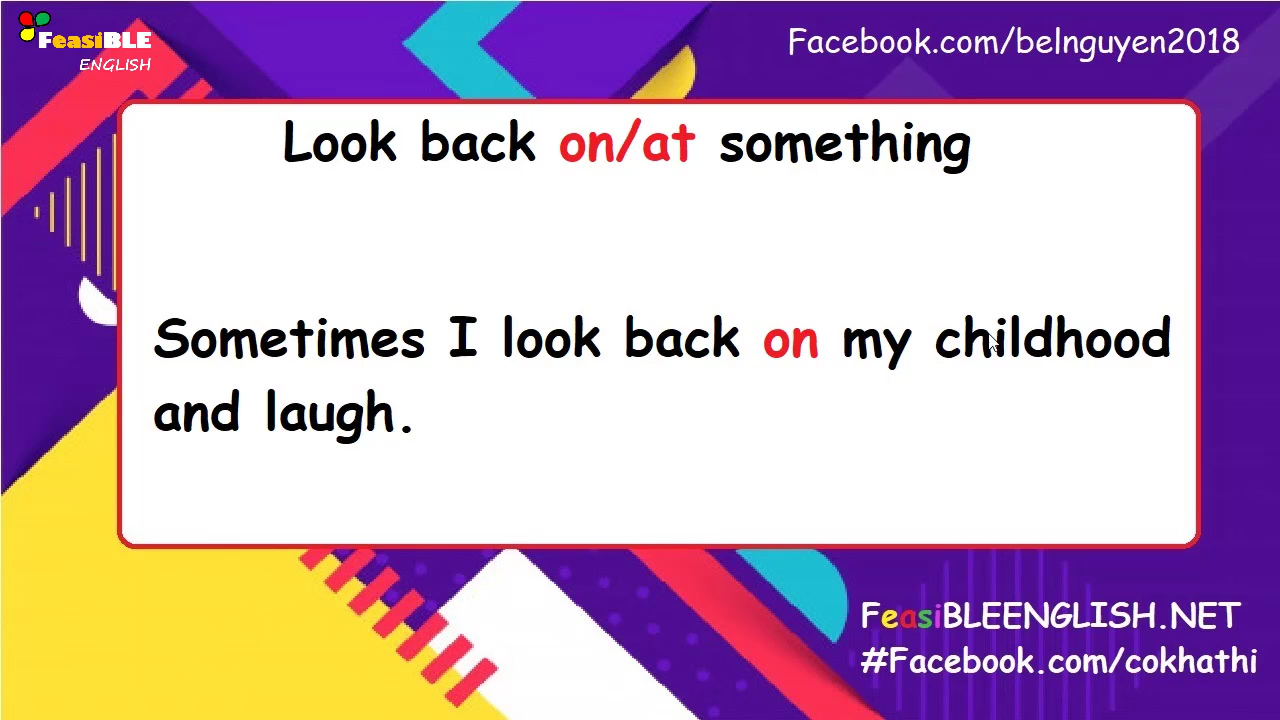 FeasiBLE
ENGLISH
Facebook.com/belnguyen2018
Look back on/at something
Sometimes I look back on my childhood
and laugh.
FeasiBLEENGLISH.NET
#Facebook.com/cokhathi